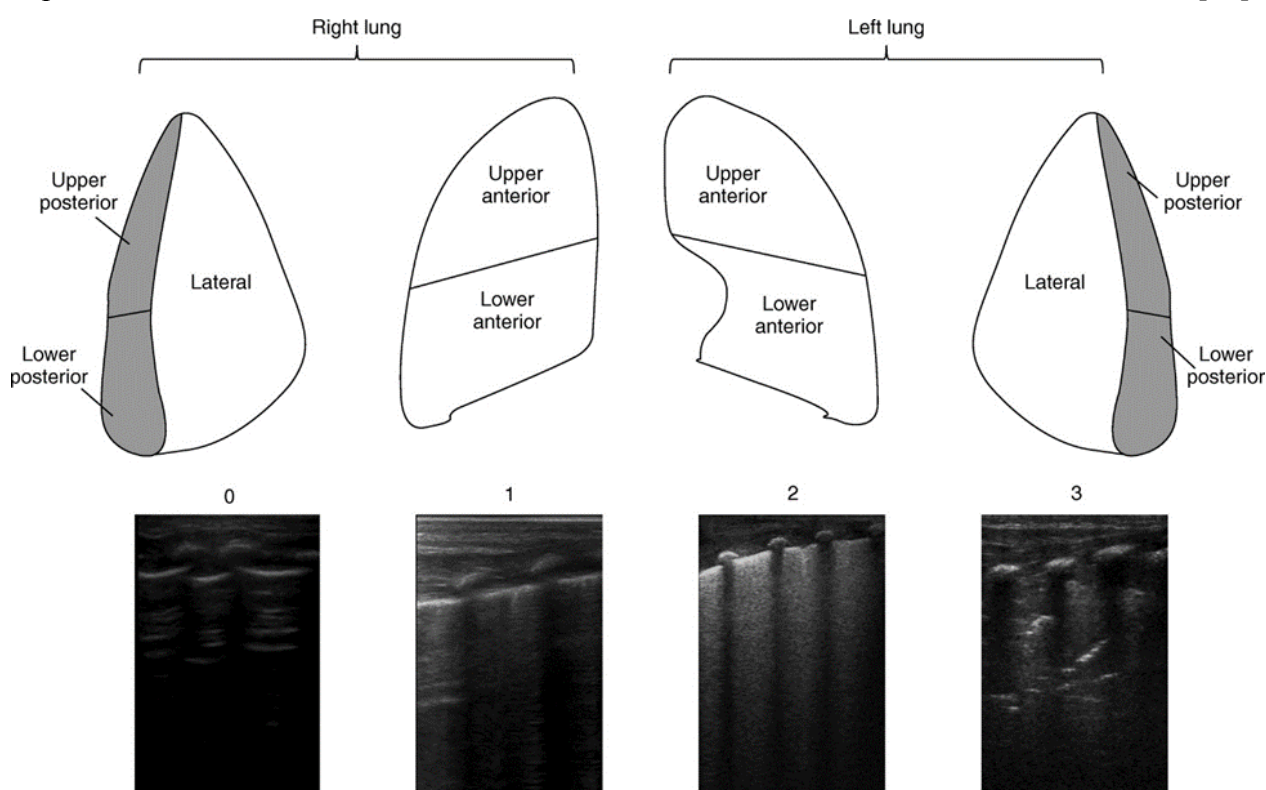 Right lung
Left lung
Upper
posterior
Lateral
Lower
posterior
Upper
anterior
Lower
anterior
Upper
anterior
Lower
anterior
Lateral
Upper
posterior
Lower
posterior
0
1
2
3